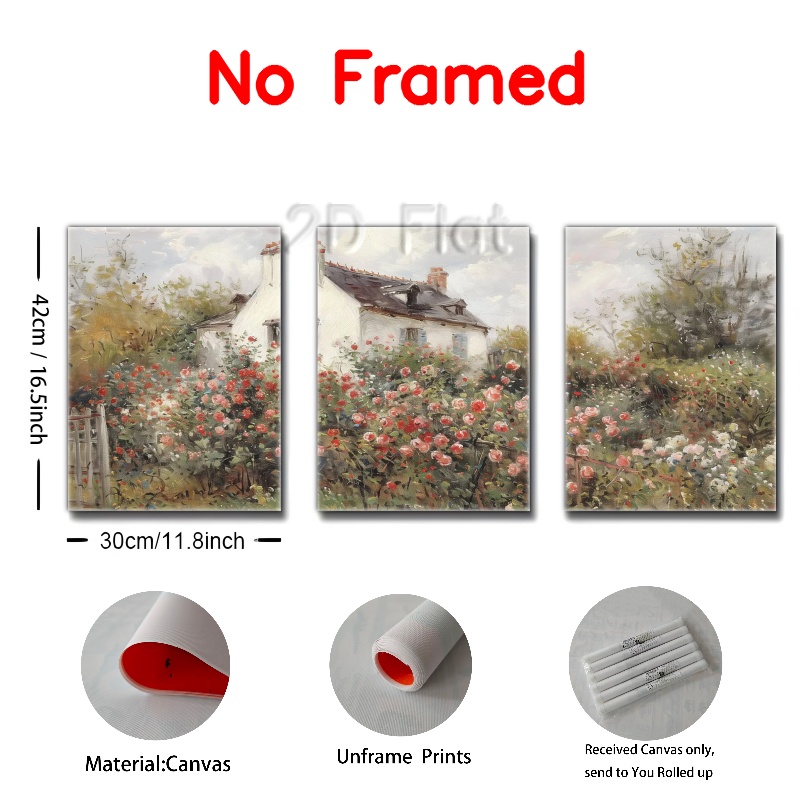 No Framed
2D Flat
42cm / 16.5inch
30cm/11.8inch
Material:Canvas
Unframe Prints
Received Canvas only,
send to You Rolled up